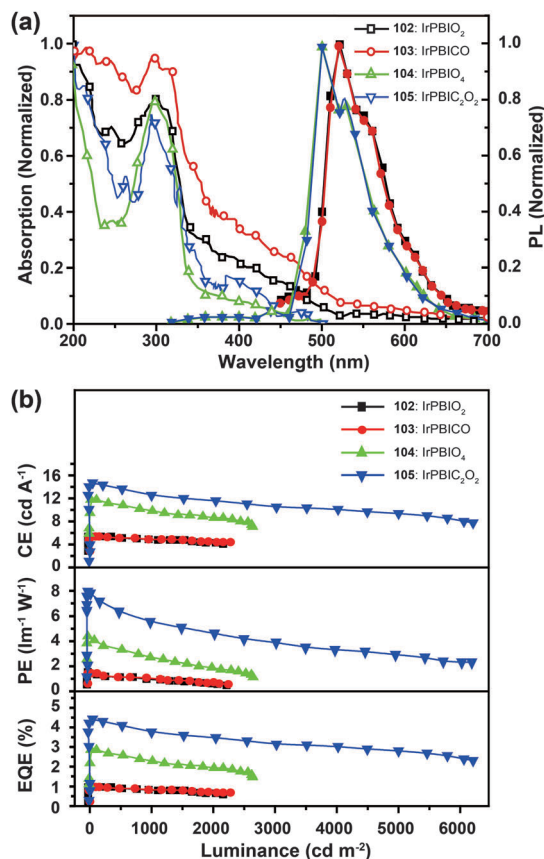 (a)
102: IrPBIO₂
103: IrPBICO
104: IrPBIO₄
105: IrPBIC₂O₂
Absorption (Normalized)
1.0
0.8
0.6
0.4
0.2
0.0
PL (Normalized)
1.0
0.8
0.6
0.4
0.2
0.0
200 300 400 500 600 700
Wavelength (nm)
(b)
102: IrPBIO₂
103: IrPBICO
104: IrPBIO₄
105: IrPBIC₂O₂
CE (cd A⁻¹)
16
12
8
4
0
PE (lm⁻¹ W⁻¹)
8
6
4
2
0
EQE (%)
5
4
3
2
1
0
0 1000 2000 3000 4000 5000 6000
Luminance (cd m⁻²)